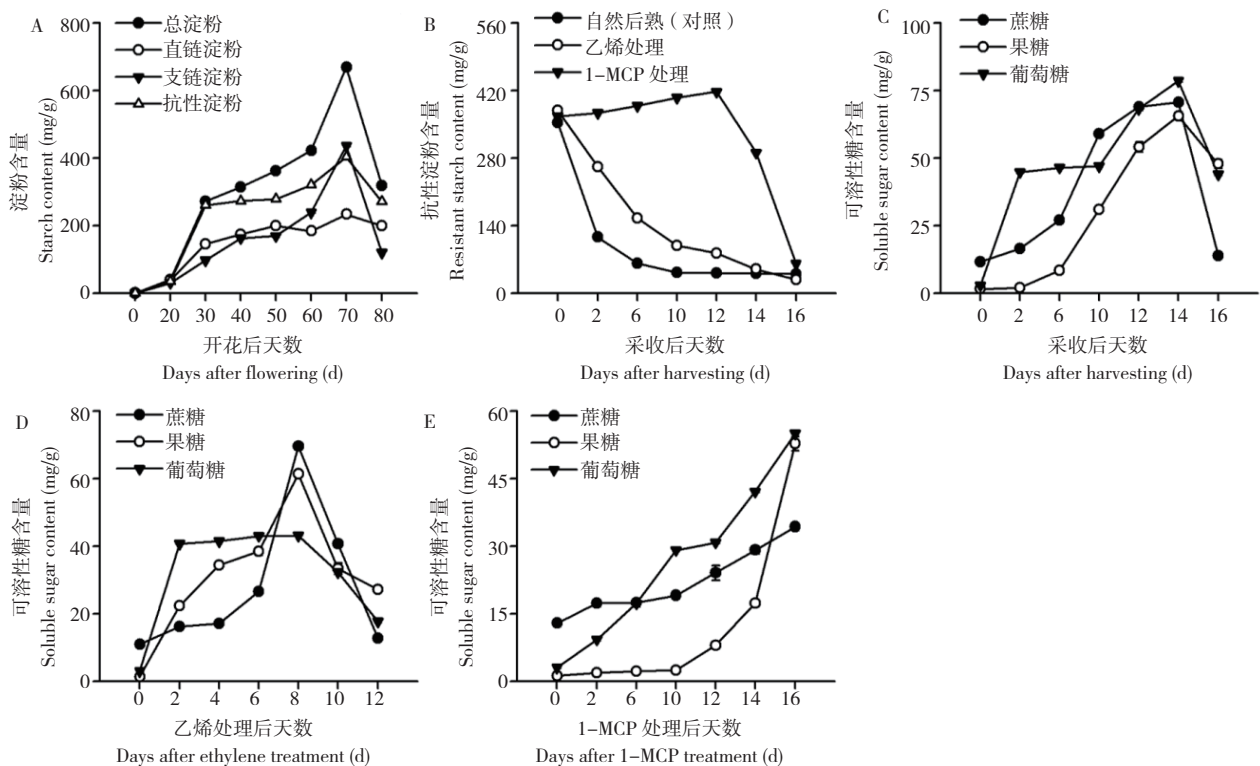 A
总淀粉
直链淀粉
支链淀粉
抗性淀粉
淀粉含量
Starch content (mg/g)
800
600
400
200
0
0 20 30 40 50 60 70 80
开花后天数
Days after flowering (d)
B
自然后熟（对照）
乙烯处理
1-MCP 处理
抗性淀粉含量
Resistant starch content (mg/g)
560
420
280
140
0
0 2 6 10 12 14 16
采收后天数
Days after harvesting (d)
C
蔗糖
果糖
葡萄糖
可溶性糖含量
Soluble sugar content (mg/g)
100
75
50
25
0
0 2 6 10 12 14 16
采收后天数
Days after harvesting (d)
D
蔗糖
果糖
葡萄糖
可溶性糖含量
Soluble sugar content (mg/g)
80
60
40
20
0
0 2 4 6 8 10 12
乙烯处理后天数
Days after ethylene treatment (d)
E
蔗糖
果糖
葡萄糖
可溶性糖含量
Soluble sugar content (mg/g)
60
45
30
15
0
0 2 6 10 12 14 16
1-MCP 处理后天数
Days after 1-MCP treatment (d)